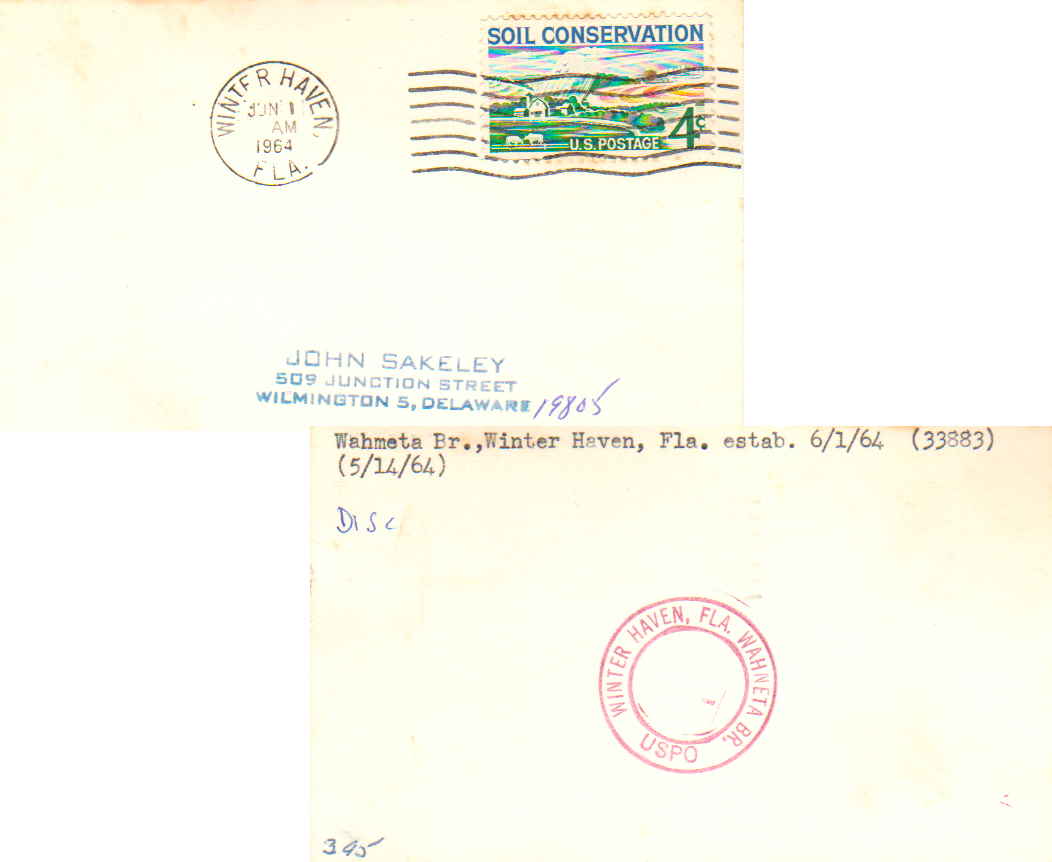 SOIL CONSERVATION
4c
U.S. POSTAGE
WINTER HAVEN,
JUN 1
AM
1964
FLA.
JOHN SAKELEY
509 JUNCTION STREET
WILMINGTON 5, DELAWARE 19805
Wahmeta Br.,Winter Haven, Fla. estab. 6/1/64 (33883)
(5/14/64)
DISC
WINTER HAVEN, FLA. WAHNETA BR.
USPO
395